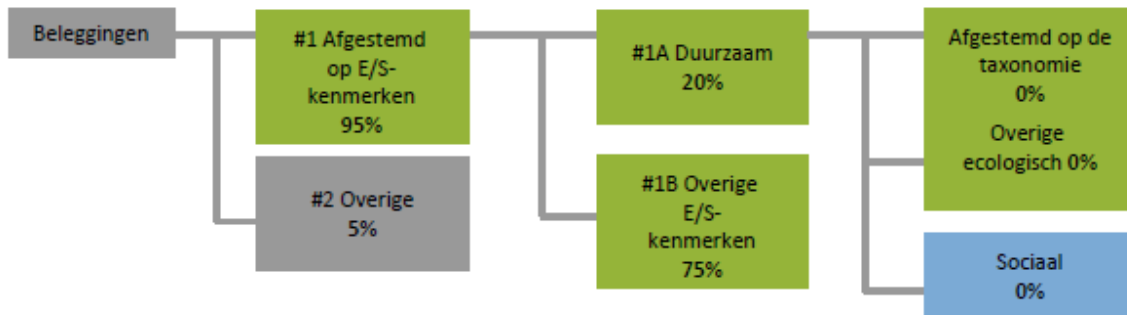 Beleggingen
#1 Afgestemd
op E/S-
kenmerken
95%
#2 Overige
5%
#1A Duurzaam
20%
#1B Overige
E/S-
kenmerken
75%
Afgestemd op de
taxonomie
0%
Overige
ecologisch 0%
Sociaal
0%